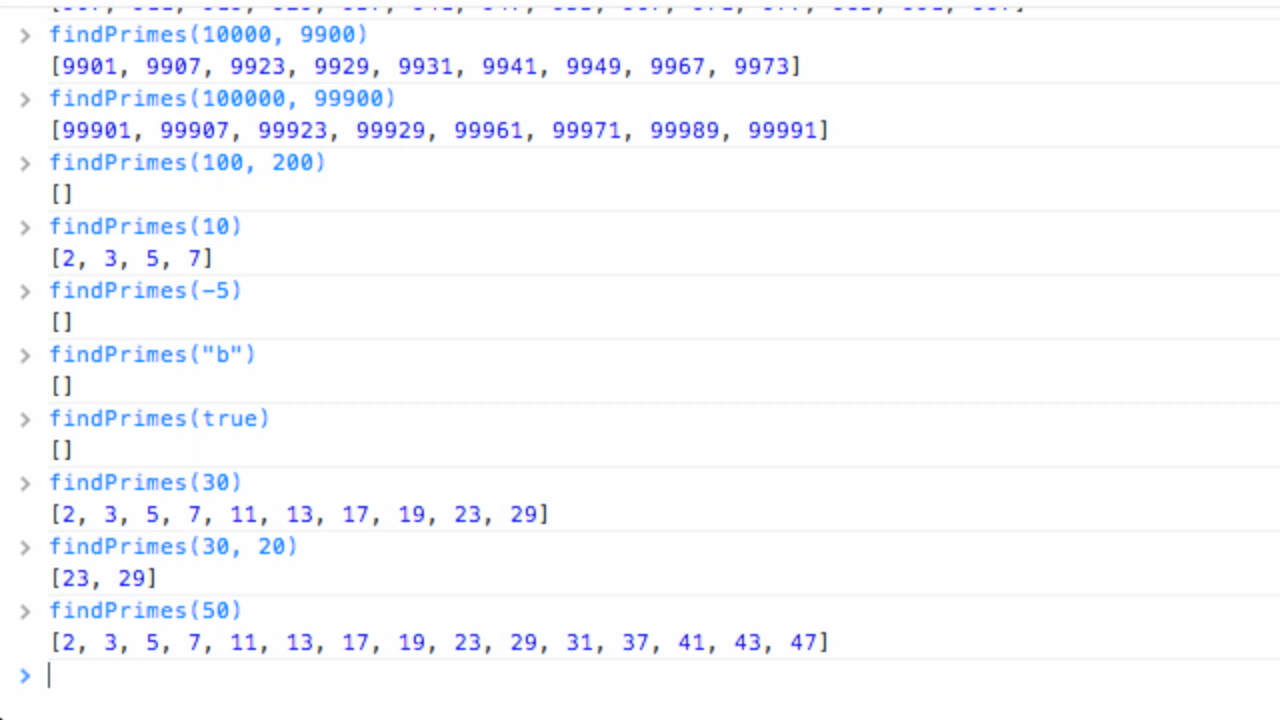 > findPrimes(10000, 9900)
[9901, 9907, 9923, 9929, 9931, 9941, 9949, 9967, 9973]
> findPrimes(100000, 99900)
[99901, 99907, 99923, 99929, 99961, 99971, 99989, 99991]
> findPrimes(100, 200)
[]
> findPrimes(10)
[2, 3, 5, 7]
> findPrimes(-5)
[]
> findPrimes("b")
[]
> findPrimes(true)
[]
> findPrimes(30)
[2, 3, 5, 7, 11, 13, 17, 19, 23, 29]
> findPrimes(30, 20)
[23, 29]
> findPrimes(50)
[2, 3, 5, 7, 11, 13, 17, 19, 23, 29, 31, 37, 41, 43, 47]
>